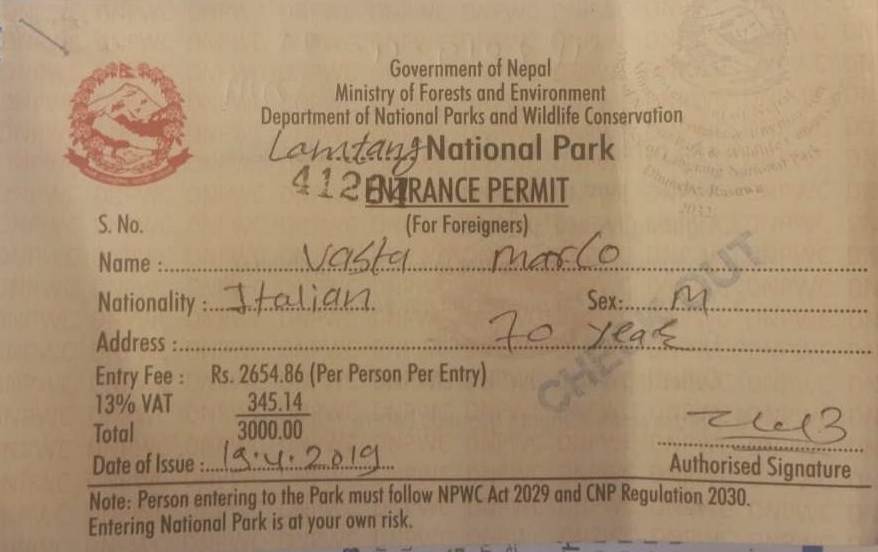 Government of Nepal
Ministry of Forests and Environment
Department of National Parks and Wildlife Conservation
Lamtang National Park
ENTRANCE PERMIT
(For Foreigners)
S. No.
Name : Vasta Marco
Nationality : Italian Sex: M
Address : 70 years
Entry Fee : Rs. 2654.86 (Per Person Per Entry)
13% VAT 345.14
Total 3000.00
Date of Issue : 19.4.2019
Authorised Signature
Note: Person entering to the Park must follow NPWC Act 2029 and CNP Regulation 2030.
Entering National Park is at your own risk.